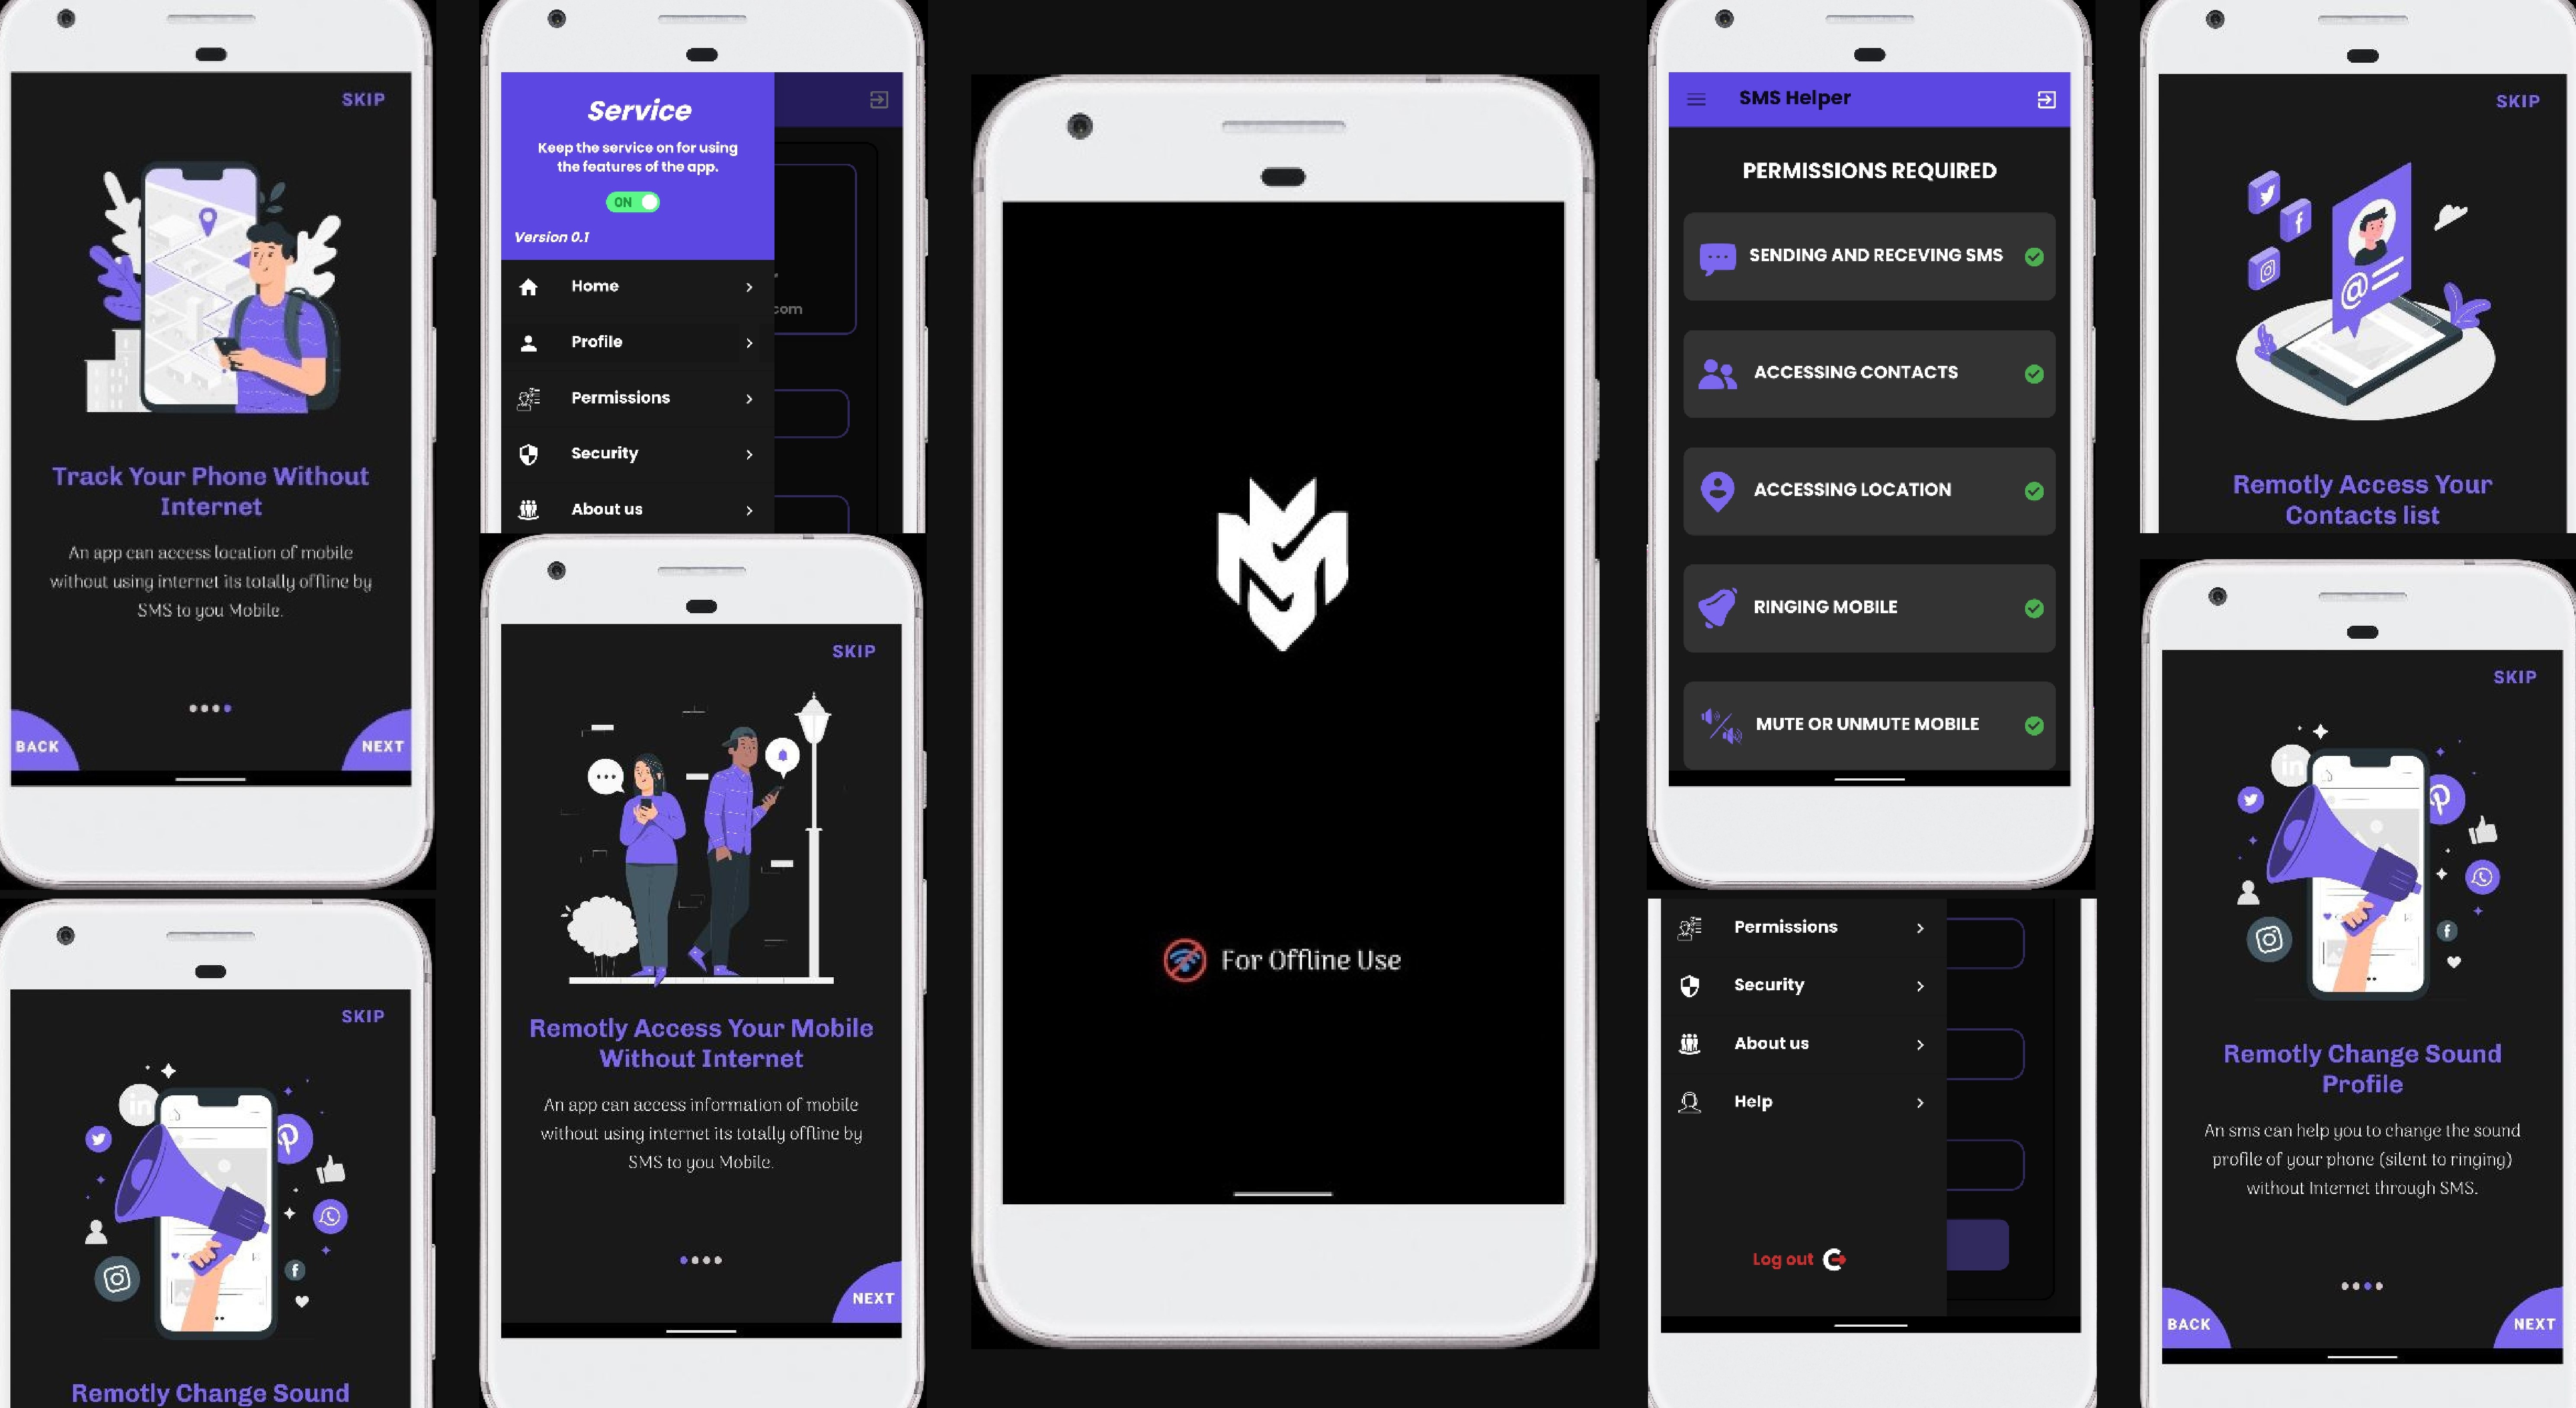 SKIP
Track Your Phone Without
Internet
An app can access location of mobile
without using internet its totally offline by
SMS to you Mobile.
BACK
NEXT
SKIP
in
f
Remotly Change Sound
Service
Keep the service on for using
the features of the app.
ON
Version 0.1
Home
Profile
Permissions
Security
About us
com
SKIP
Remotly Access Your Mobile
Without Internet
An app can access information of mobile
without using internet its totally offline by
SMS to you Mobile.
NEXT
For Offline Use
SMS Helper
PERMISSIONS REQUIRED
SENDING AND RECEVING SMS
ACCESSING CONTACTS
ACCESSING LOCATION
RINGING MOBILE
MUTE OR UNMUTE MOBILE
Permissions
Security
About us
Help
Log out
SKIP
f
@
Remotly Access Your
Contacts list
SKIP
in
f
Remotly Change Sound
Profile
An sms can help you to change the sound
profile of your phone (silent to ringing)
without Internet through SMS.
BACK
NEXT